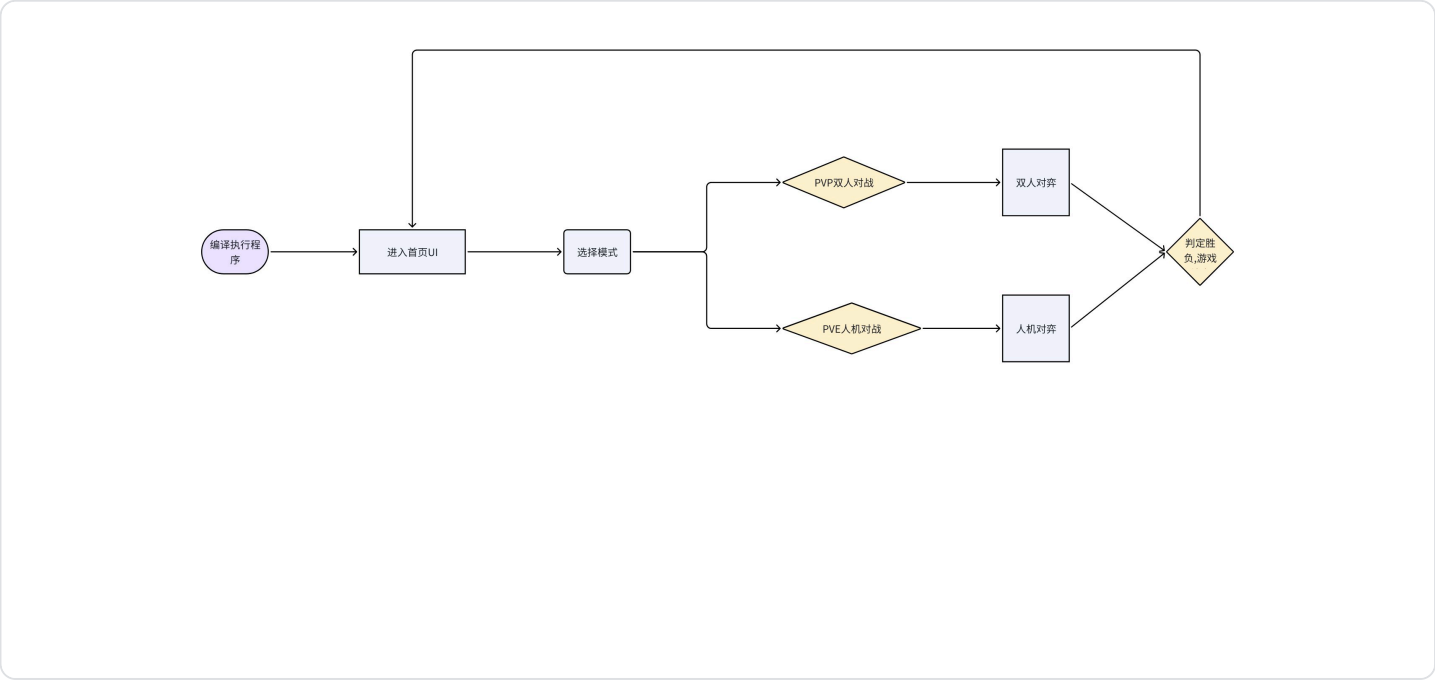 编译执行程
序
进入首页UI
选择模式
PVP双人对战
双人对弈
PVE人机对战
人机对弈
判定胜
负,游戏